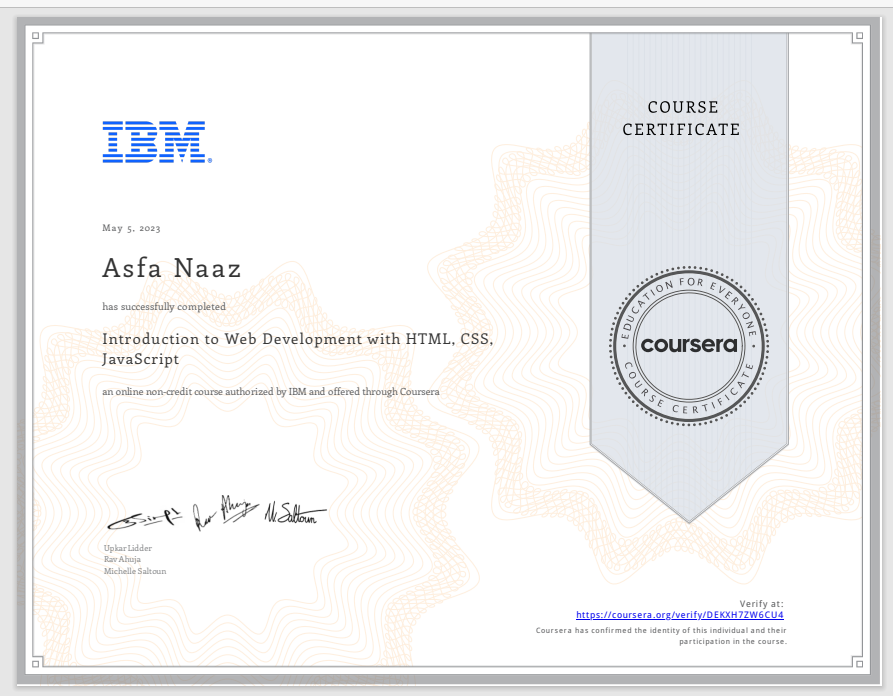 IBM®
COURSE
CERTIFICATE
May 5, 2023
Asfa Naaz
has successfully completed
Introduction to Web Development with HTML, CSS,
JavaScript
an online non-credit course authorized by IBM and offered through Coursera
EDUCATION FOR EVERYONE
coursera
COURSE CERTIFICATE
Upkar Lidder
Rav Ahuja
Michelle Saltoun
Verify at:
https://coursera.org/verify/DEKXH7ZW6CU4
Coursera has confirmed the identity of this individual and their
participation in the course.